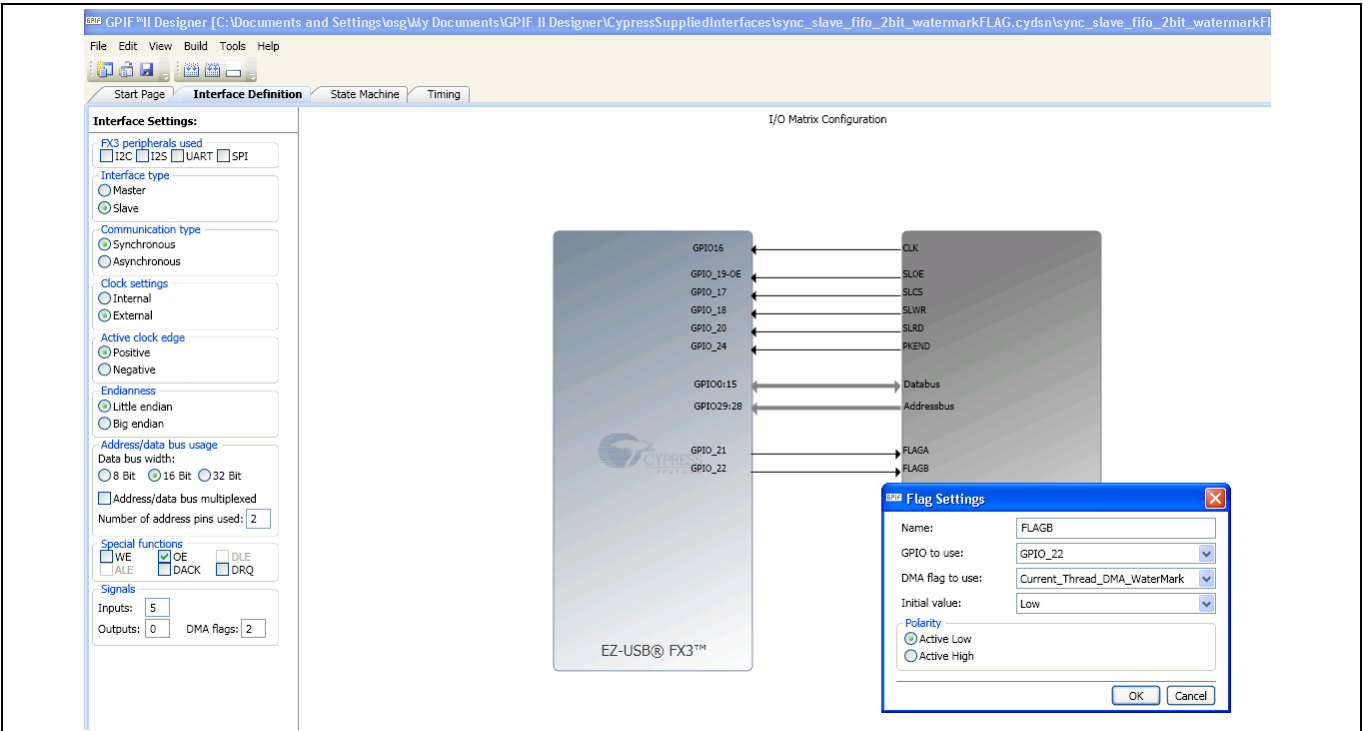 GPIF™II Designer [C:\Documents and Settings\osg\My Documents\GPIF II Designer\CypressSuppliedInterfaces\sync_slave_fifo_2bit_watermarkFLAG.cydsn\sync_slave_fifo_2bit_watermarkFl
File Edit View Build Tools Help
Start Page Interface Definition State Machine Timing
Interface Settings:
FX3 peripherals used
I2C I2S UART SPI
Interface type
Master
Slave
Communication type
Synchronous
Asynchronous
Clock settings
Internal
External
Active clock edge
Positive
Negative
Endianness
Little endian
Big endian
Address/data bus usage
Data bus width:
8 Bit 16 Bit 32 Bit
Address/data bus multiplexed
Number of address pins used: 2
Special functions
WE OE DLE
ALE DACK DRQ
Signals
Inputs: 5
Outputs: 0 DMA flags: 2
I/O Matrix Configuration
GPIO16 CLK
GPIO_19-OE SLOE
GPIO_17 SLCS
GPIO_18 SLWR
GPIO_20 SLRD
GPIO_24 PKEND
GPIO0:15 Databus
GPIO29:28 Addressbus
GPIO_21 FLAGA
CYPRESS
GPIO_22 FLAGB
EZ-USB® FX3™
GPIF Flag Settings
Name: FLAGB
GPIO to use: GPIO_22
DMA flag to use: Current_Thread_DMA_WaterMark
Initial value: Low
Polarity
Active Low
Active High
OK Cancel